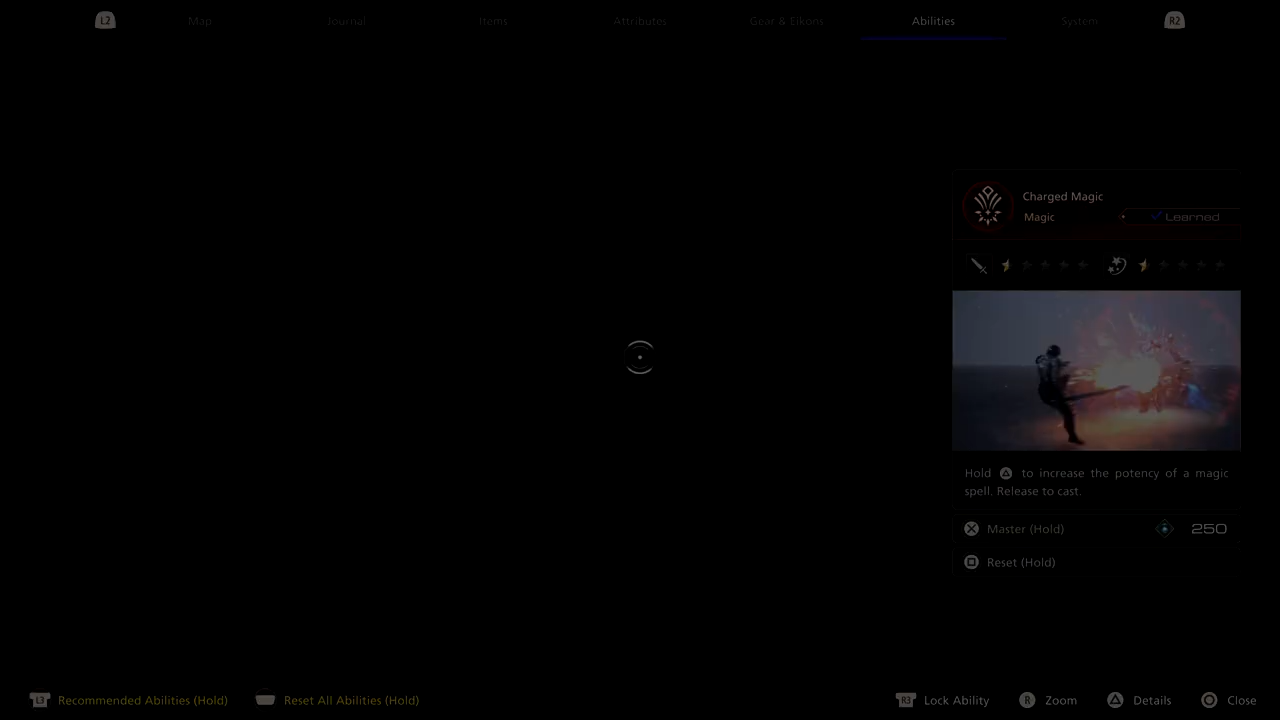 L2 Map Journal Items Attributes Gear & Eikons Abilities System R2
Charged Magic
Magic Learned
Hold to increase the potency of a magic
spell. Release to cast.
Master (Hold) 250
Reset (Hold)
L3 Recommended Abilities (Hold) Reset All Abilities (Hold) R3 Lock Ability R Zoom Details Close